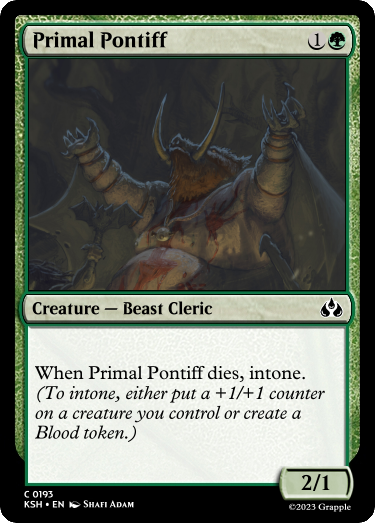 Primal Pontiff 1
Creature — Beast Cleric
When Primal Pontiff dies, intone.
(To intone, either put a +1/+1 counter
on a creature you control or create a
Blood token.)
2/1
C 0193
KSH • EN Shafi Adam
©2023 Grapple